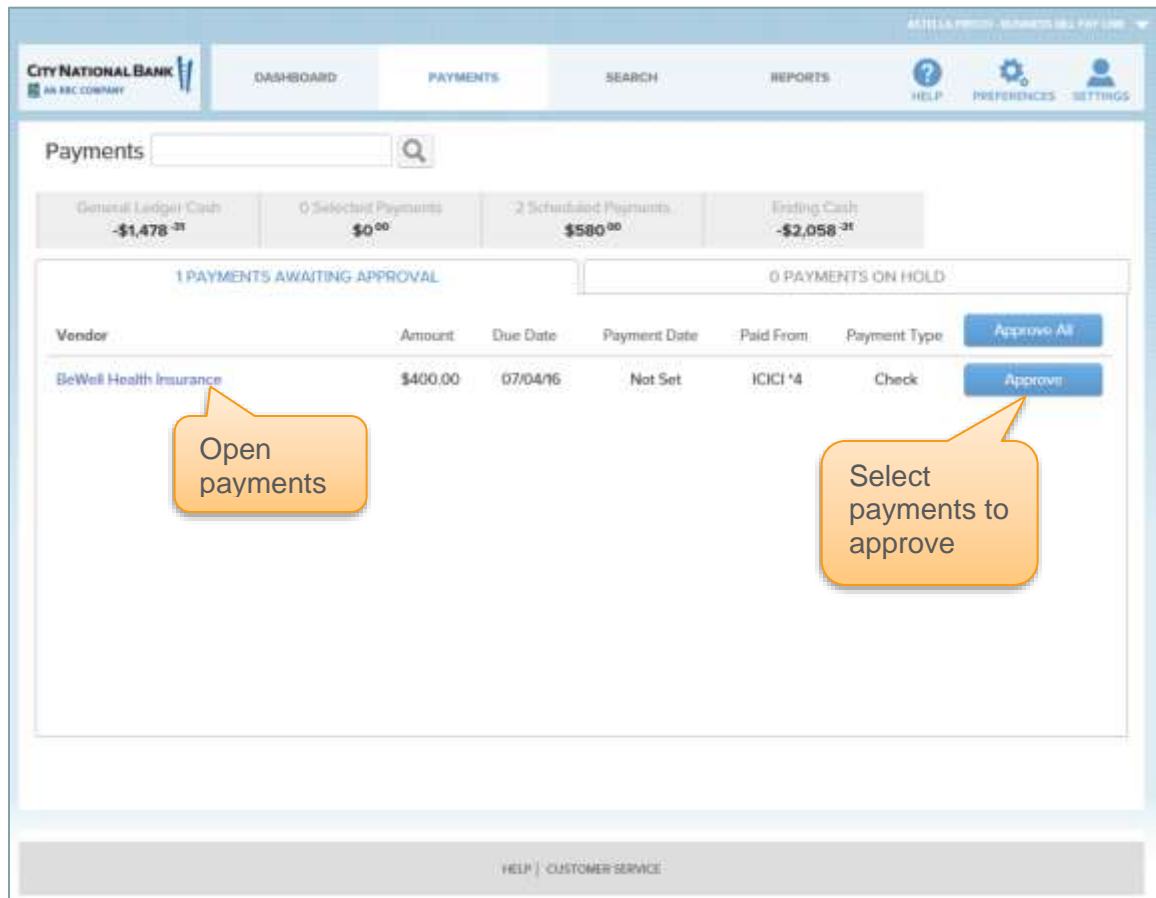 BUSINESS BILL PAY
CITY NATIONAL BANK
AN RBC COMPANY
DASHBOARD
PAYMENTS
SEARCH
REPORTS
HELP
PREFERENCES
SETTINGS
Payments
General Ledger Cash
0 Selected Payments
2 Scheduled Payments
Ending Cash
-$1,478 -31
$0 00
$580 00
-$2,058 -31
1 PAYMENTS AWAITING APPROVAL
0 PAYMENTS ON HOLD
Vendor
Amount
Due Date
Payment Date
Paid From
Payment Type
Approve All
BeWell Health Insurance
$400.00
07/04/16
Not Set
ICICI *4
Check
Approve
Open
payments
Select
payments to
approve
HELP | CUSTOMER SERVICE